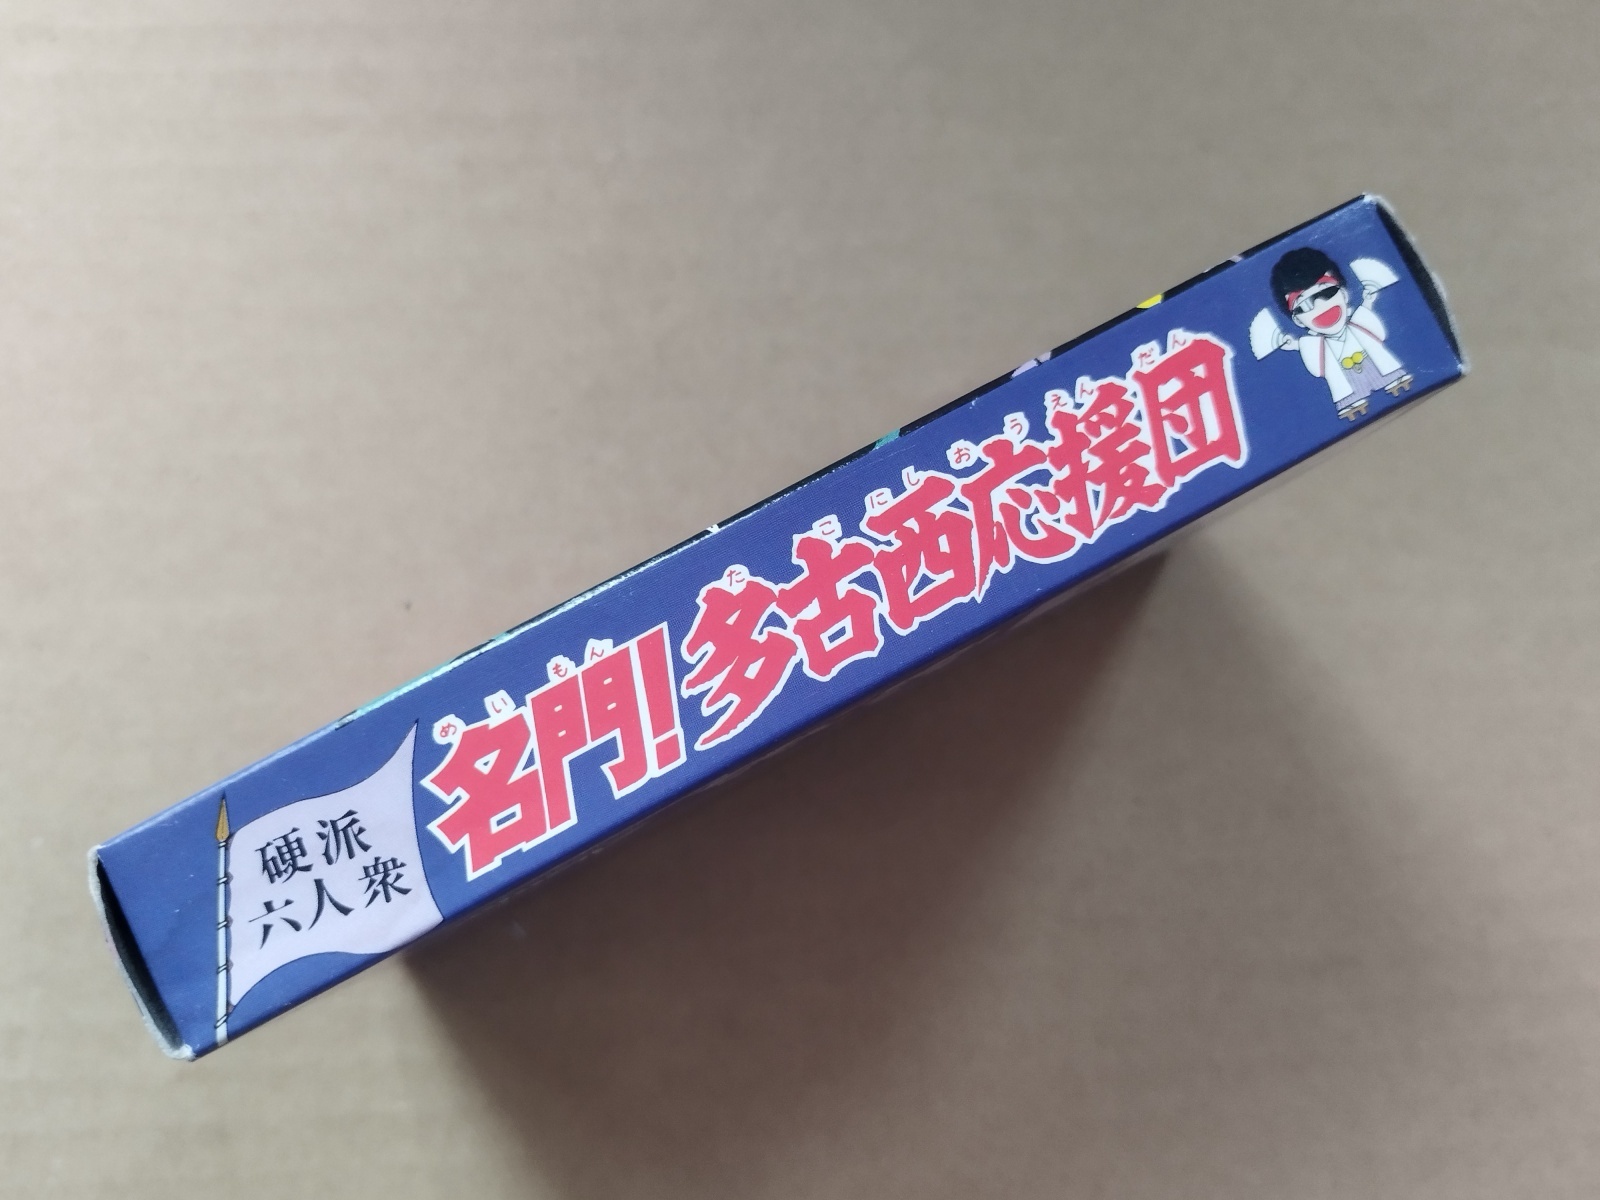 硬派
六人衆
めいもん たこにしおうえんだん
名門!多古西応援団